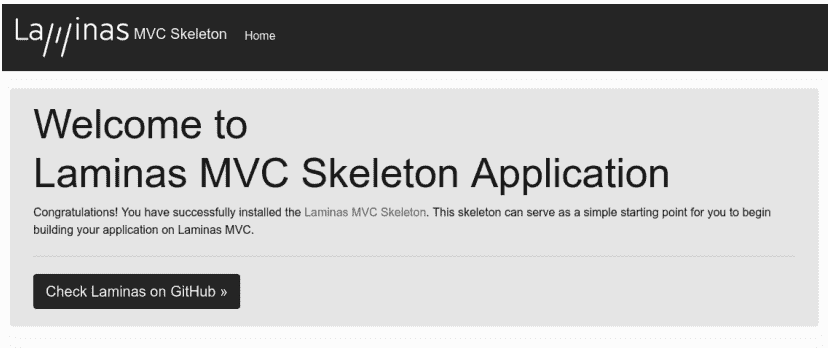 Laminas MVC Skeleton Home
Welcome to
Laminas MVC Skeleton Application
Congratulations! You have successfully installed the Laminas MVC Skeleton. This skeleton can serve as a simple starting point for you to begin
building your application on Laminas MVC.
Check Laminas on GitHub »